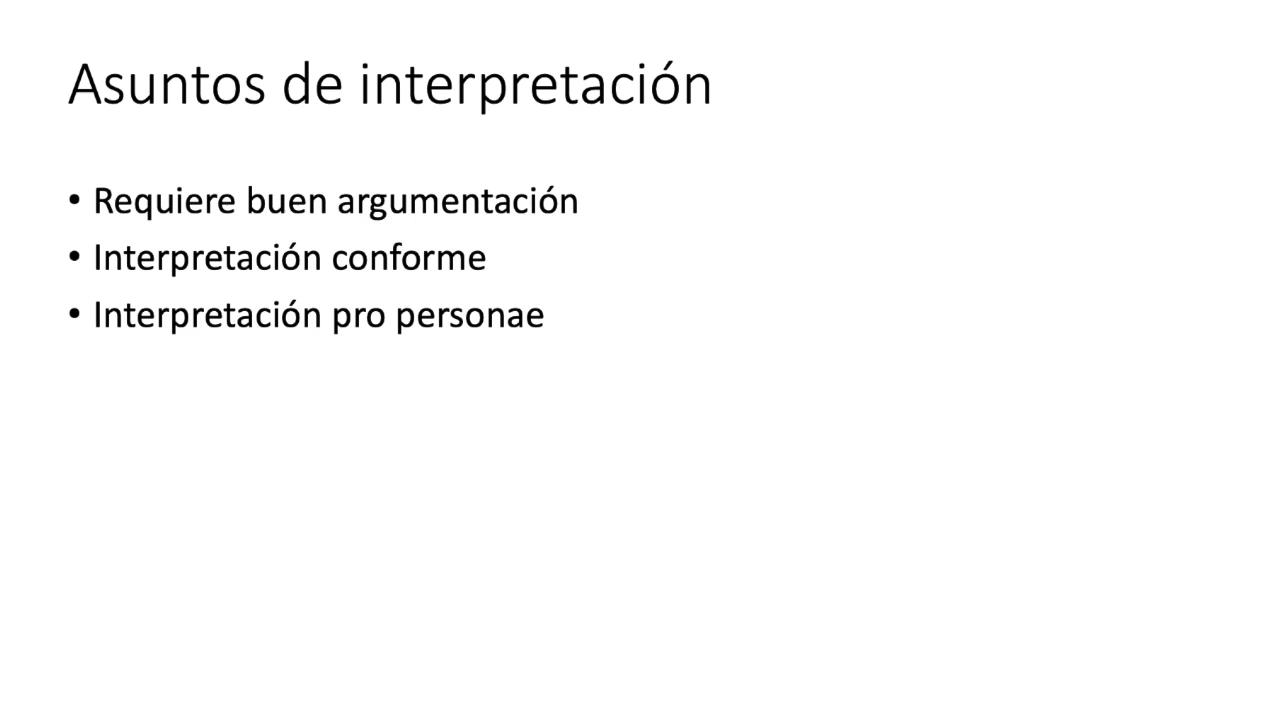 Asuntos de interpretación
• Requiere buen argumentación
• Interpretación conforme
• Interpretación pro personae